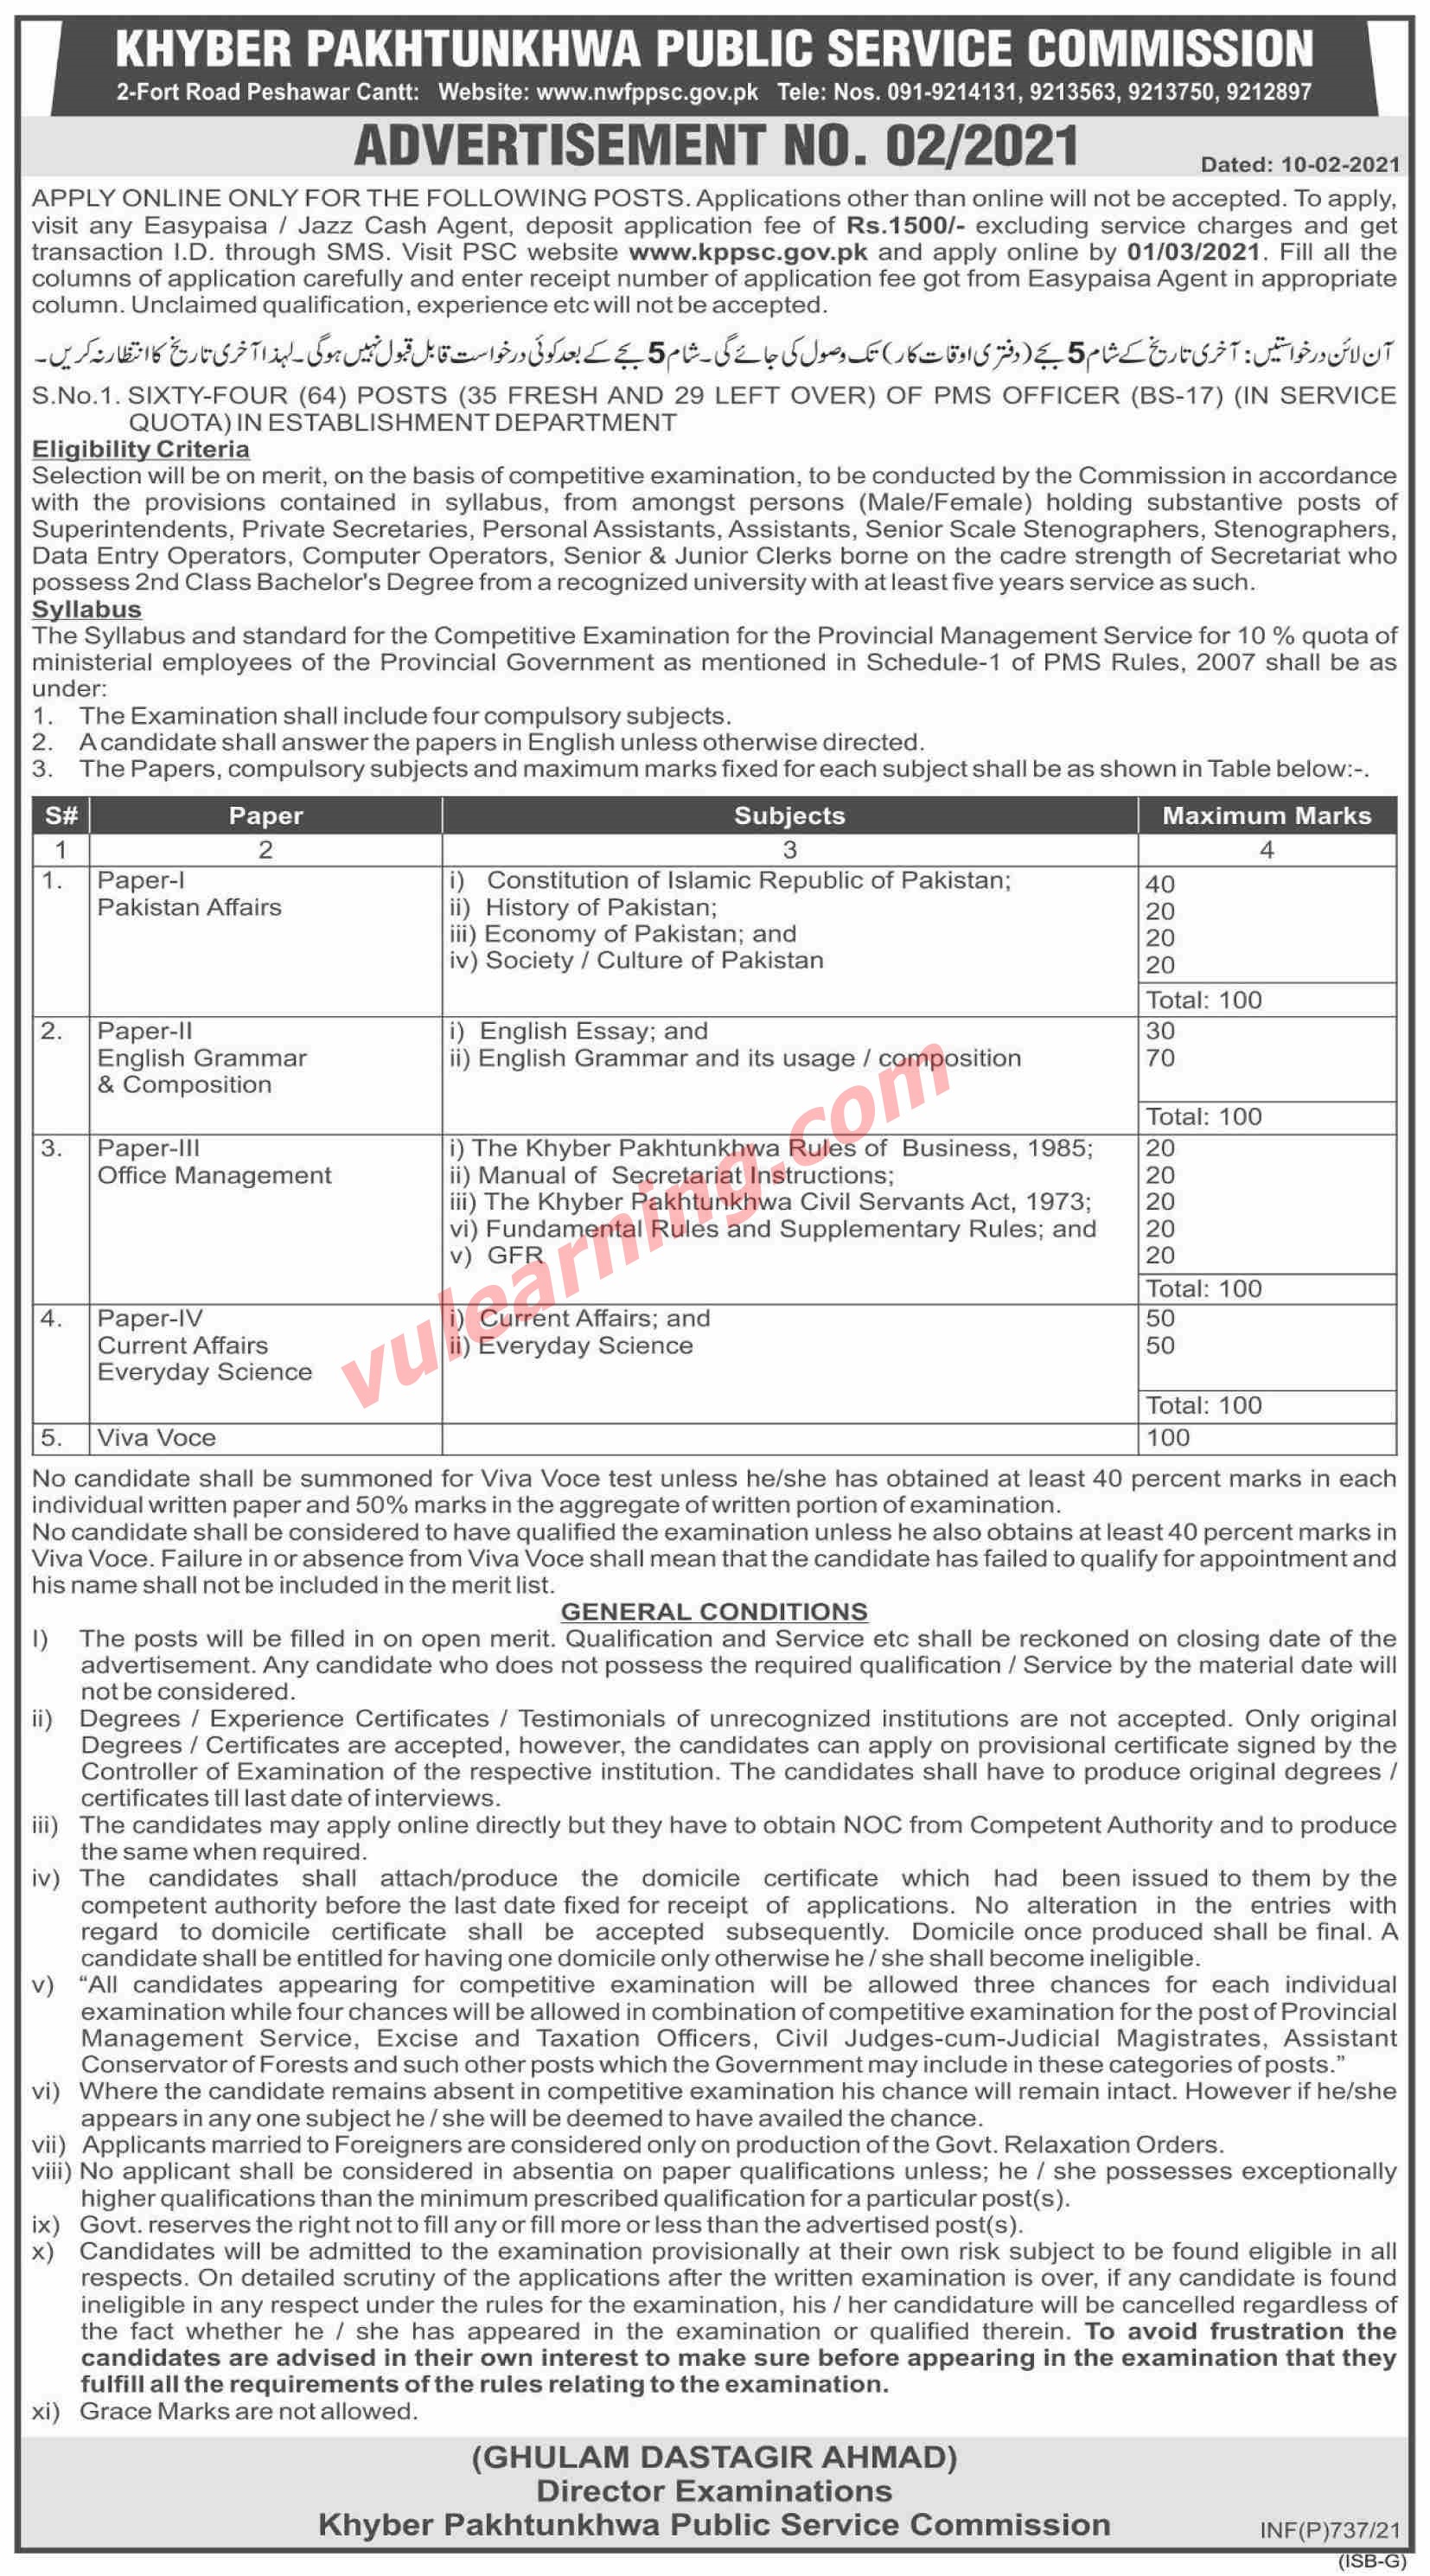 KHYBER PAKHTUNKHWA PUBLIC SERVICE COMMISSION
2-Fort Road Peshawar Cantt: Website: www.nwfppsc.gov.pk Tele: Nos. 091-9214131, 9213563, 9213750, 9212897
ADVERTISEMENT NO. 02/2021
Dated: 10-02-2021
APPLY ONLINE ONLY FOR THE FOLLOWING POSTS. Applications other than online will not be accepted. To apply,
visit any Easypaisa / Jazz Cash Agent, deposit application fee of Rs.1500/- excluding service charges and get
transaction I.D. through SMS. Visit PSC website www.kppsc.gov.pk and apply online by 01/03/2021. Fill all the
columns of application carefully and enter receipt number of application fee got from Easypaisa Agent in appropriate
column. Unclaimed qualification, experience etc will not be accepted.
آن لائن درخواستیں: آخری تاریخ کے شام 5 بجے (دفتری اوقات کار) تک وصول کی جائے گی۔ شام 5 بجے کے بعد کوئی درخواست قابل قبول نہیں ہوگی۔ لہذا آخری تاریخ کا انتظار نہ کریں۔
S.No.1. SIXTY-FOUR (64) POSTS (35 FRESH AND 29 LEFT OVER) OF PMS OFFICER (BS-17) (IN SERVICE
QUOTA) IN ESTABLISHMENT DEPARTMENT
Eligibility Criteria
Selection will be on merit, on the basis of competitive examination, to be conducted by the Commission in accordance
with the provisions contained in syllabus, from amongst persons (Male/Female) holding substantive posts of
Superintendents, Private Secretaries, Personal Assistants, Assistants, Senior Scale Stenographers, Stenographers,
Data Entry Operators, Computer Operators, Senior & Junior Clerks borne on the cadre strength of Secretariat who
possess 2nd Class Bachelor's Degree from a recognized university with at least five years service as such.
Syllabus
The Syllabus and standard for the Competitive Examination for the Provincial Management Service for 10 % quota of
ministerial employees of the Provincial Government as mentioned in Schedule-1 of PMS Rules, 2007 shall be as
under:
1. The Examination shall include four compulsory subjects.
2. A candidate shall answer the papers in English unless otherwise directed.
3. The Papers, compulsory subjects and maximum marks fixed for each subject shall be as shown in Table below:-.
S# Paper Subjects Maximum Marks
1 2 3 4
1. Paper-I i) Constitution of Islamic Republic of Pakistan; 40
Pakistan Affairs ii) History of Pakistan; 20
iii) Economy of Pakistan; and 20
iv) Society / Culture of Pakistan 20
Total: 100
2. Paper-II i) English Essay; and 30
English Grammar ii) English Grammar and its usage / composition 70
& Composition
Total: 100
3. Paper-III i) The Khyber Pakhtunkhwa Rules of Business, 1985; 20
Office Management ii) Manual of Secretariat Instructions; 20
iii) The Khyber Pakhtunkhwa Civil Servants Act, 1973; 20
vi) Fundamental Rules and Supplementary Rules; and 20
v) GFR 20
Total: 100
4. Paper-IV i) Current Affairs; and 50
Current Affairs ii) Everyday Science 50
Everyday Science
Total: 100
5. Viva Voce 100
vulearning.com
No candidate shall be summoned for Viva Voce test unless he/she has obtained at least 40 percent marks in each
individual written paper and 50% marks in the aggregate of written portion of examination.
No candidate shall be considered to have qualified the examination unless he also obtains at least 40 percent marks in
Viva Voce. Failure in or absence from Viva Voce shall mean that the candidate has failed to qualify for appointment and
his name shall not be included in the merit list.
GENERAL CONDITIONS
I) The posts will be filled in on open merit. Qualification and Service etc shall be reckoned on closing date of the
advertisement. Any candidate who does not possess the required qualification / Service by the material date will
not be considered.
ii) Degrees / Experience Certificates / Testimonials of unrecognized institutions are not accepted. Only original
Degrees / Certificates are accepted, however, the candidates can apply on provisional certificate signed by the
Controller of Examination of the respective institution. The candidates shall have to produce original degrees /
certificates till last date of interviews.
iii) The candidates may apply online directly but they have to obtain NOC from Competent Authority and to produce
the same when required.
iv) The candidates shall attach/produce the domicile certificate which had been issued to them by the
competent authority before the last date fixed for receipt of applications. No alteration in the entries with
regard to domicile certificate shall be accepted subsequently. Domicile once produced shall be final. A
candidate shall be entitled for having one domicile only otherwise he / she shall become ineligible.
v) “All candidates appearing for competitive examination will be allowed three chances for each individual
examination while four chances will be allowed in combination of competitive examination for the post of Provincial
Management Service, Excise and Taxation Officers, Civil Judges-cum-Judicial Magistrates, Assistant
Conservator of Forests and such other posts which the Government may include in these categories of posts.”
vi) Where the candidate remains absent in competitive examination his chance will remain intact. However if he/she
appears in any one subject he / she will be deemed to have availed the chance.
vii) Applicants married to Foreigners are considered only on production of the Govt. Relaxation Orders.
viii) No applicant shall be considered in absentia on paper qualifications unless; he / she possesses exceptionally
higher qualifications than the minimum prescribed qualification for a particular post(s).
ix) Govt. reserves the right not to fill any or fill more or less than the advertised post(s).
x) Candidates will be admitted to the examination provisionally at their own risk subject to be found eligible in all
respects. On detailed scrutiny of the applications after the written examination is over, if any candidate is found
ineligible in any respect under the rules for the examination, his / her candidature will be cancelled regardless of
the fact whether he / she has appeared in the examination or qualified therein. To avoid frustration the
candidates are advised in their own interest to make sure before appearing in the examination that they
fulfill all the requirements of the rules relating to the examination.
xi) Grace Marks are not allowed.
(GHULAM DASTAGIR AHMAD)
Director Examinations
Khyber Pakhtunkhwa Public Service Commission
INF(P)737/21
(ISB-G)